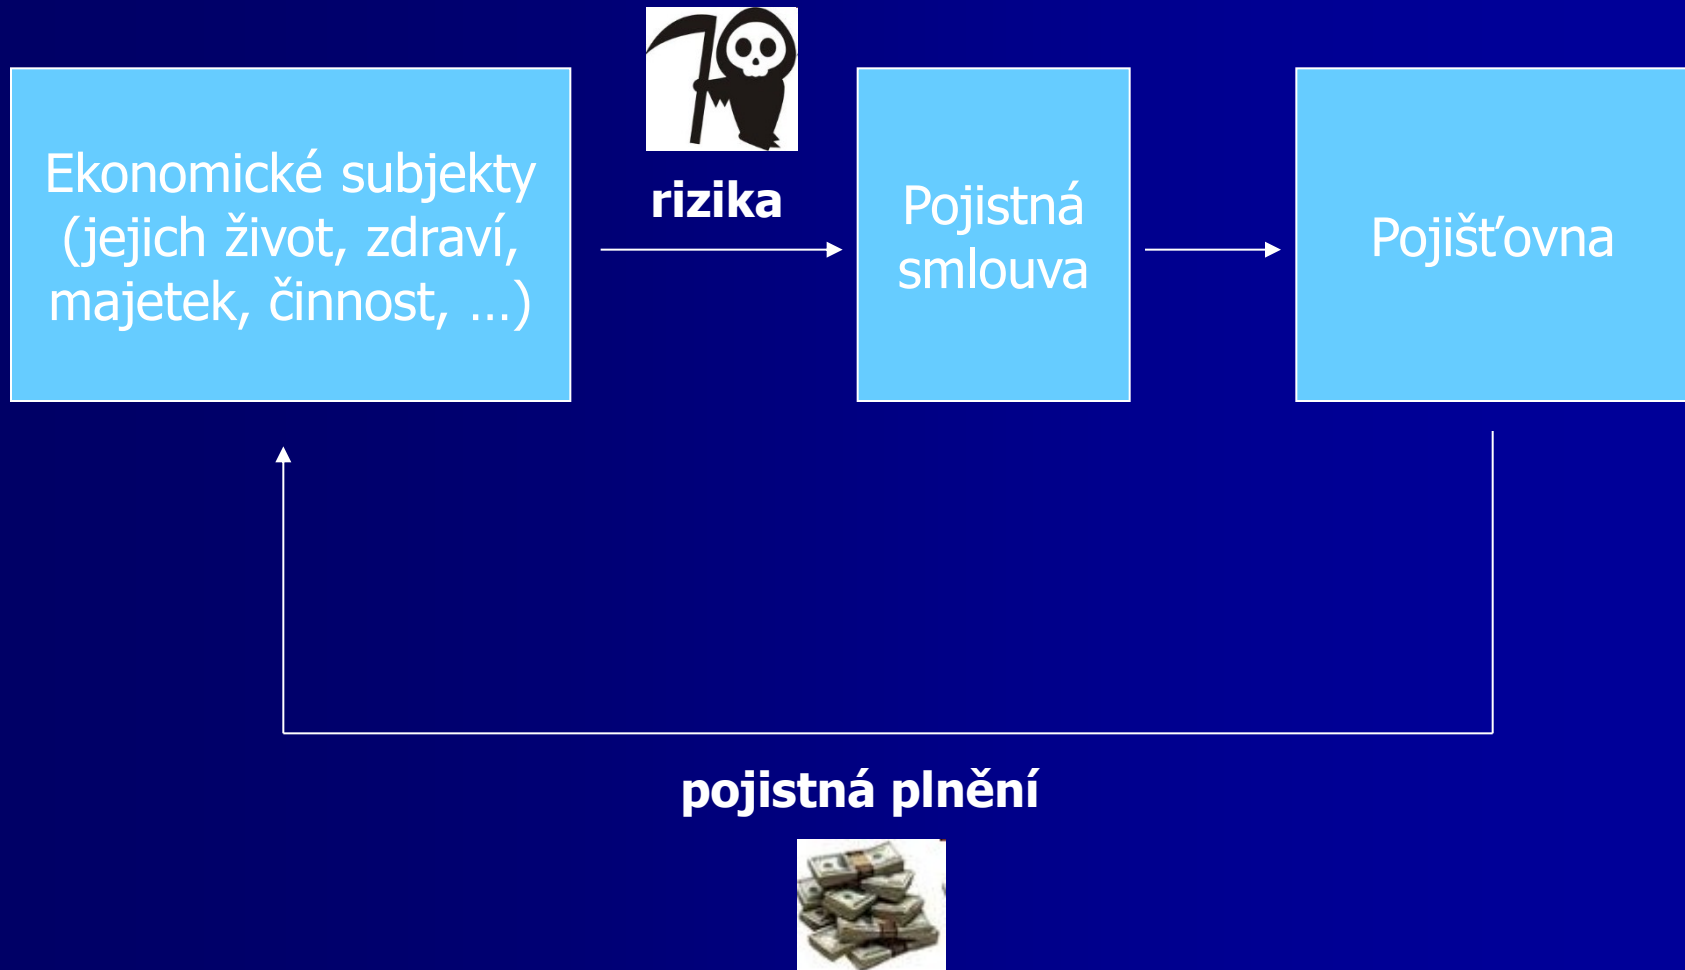 Ekonomické subjekty
(jejich život, zdraví,
majetek, činnost, …)
rizika
Pojistná
smlouva
Pojišťovna
pojistná plnění